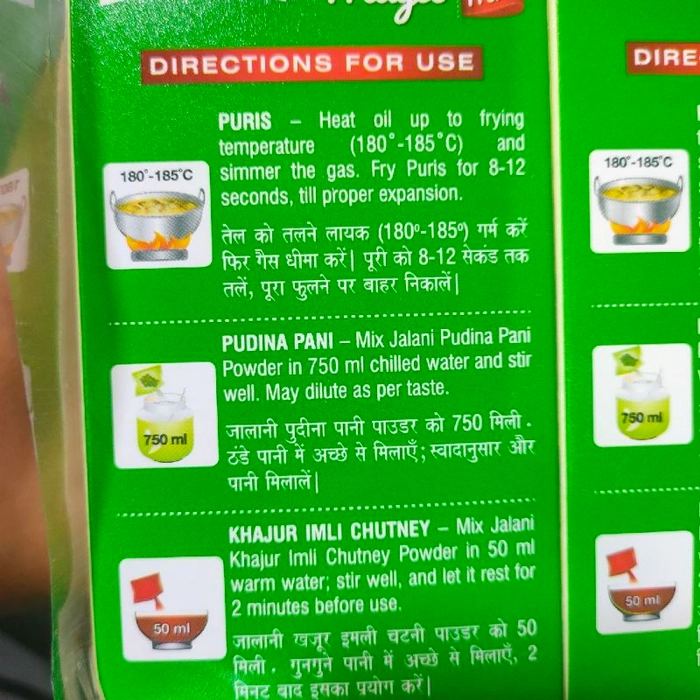 DIRECTIONS FOR USE
PURIS – Heat oil up to frying
temperature (180°-185°C) and
simmer the gas. Fry Puris for 8-12
seconds, till proper expansion.
180°-185°C
तेल को तलने लायक (180º-185º) गर्म करें
फिर गैस धीमा करें| पूरी को 8-12 सेकंड तक
तलें, पूरा फुलने पर बाहर निकालें|
PUDINA PANI – Mix Jalani Pudina Pani
Powder in 750 ml chilled water and stir
well. May dilute as per taste.
750 ml
जालानी पुदीना पानी पाउडर को 750 मिली .
ठंडे पानी में अच्छे से मिलाएँ; स्वादानुसार और
पानी मिलालें|
KHAJUR IMLI CHUTNEY – Mix Jalani
Khajur Imli Chutney Powder in 50 ml
warm water; stir well, and let it rest for
2 minutes before use.
50 ml
जालानी खजूर इमली चटनी पाउडर को 50
मिली . गुनगुने पानी में अच्छे से मिलाएँ, 2
मिनट बाद इसका प्रयोग करें|
DIRE
180°-185°C
750 ml
50 ml